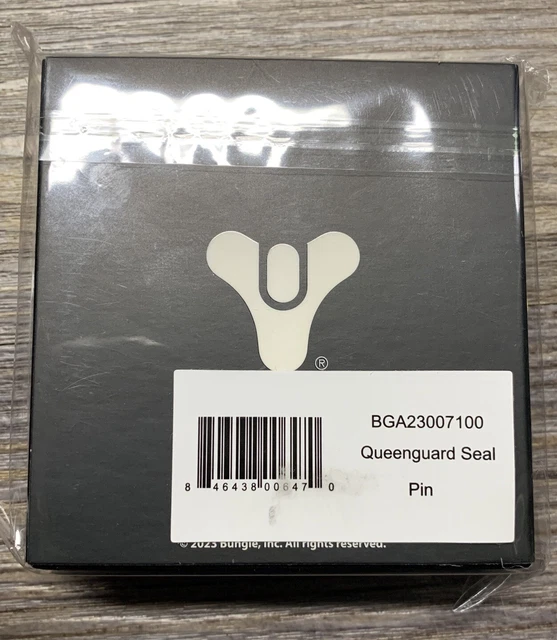 ®
BGA23007100
Queenguard Seal
Pin
8 46438 00647 0
© 2023 Bungie, Inc. All rights reserved.